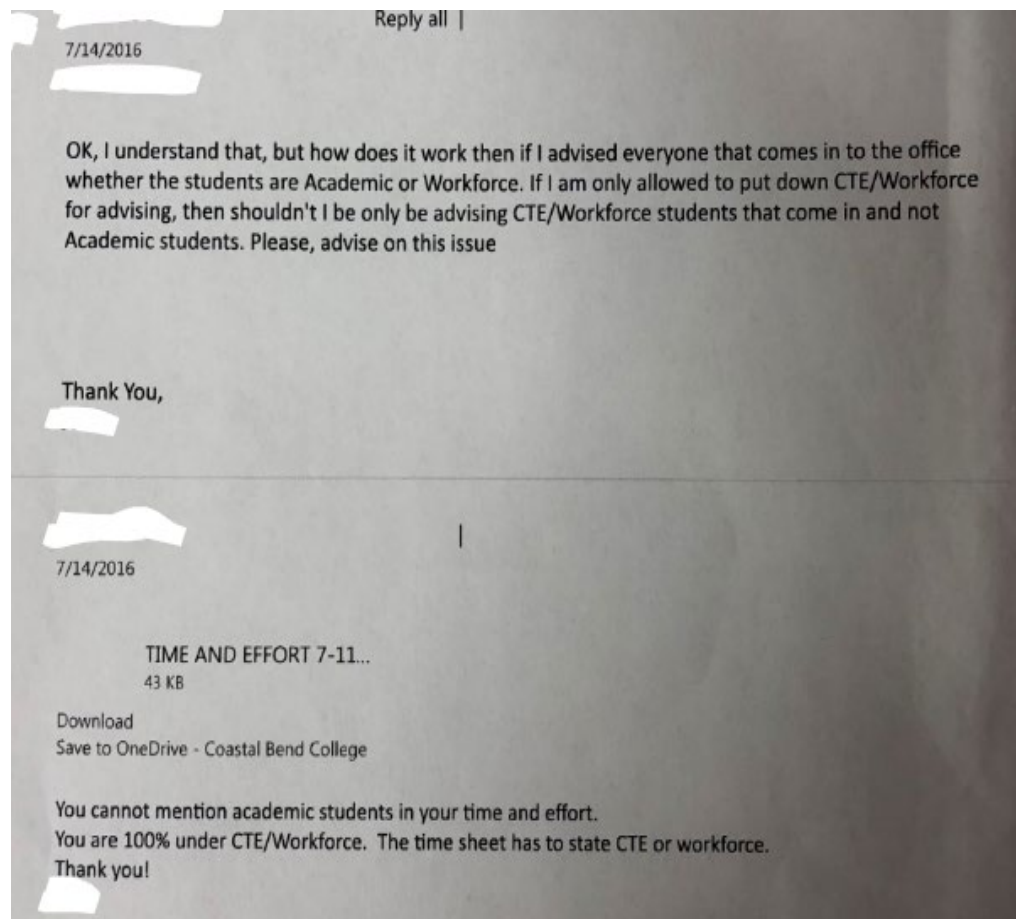 Reply all |
7/14/2016
OK, I understand that, but how does it work then if I advised everyone that comes in to the office
whether the students are Academic or Workforce. If I am only allowed to put down CTE/Workforce
for advising, then shouldn't I be only be advising CTE/Workforce students that come in and not
Academic students. Please, advise on this issue
Thank You,
|
7/14/2016
TIME AND EFFORT 7-11...
43 KB
Download
Save to OneDrive - Coastal Bend College
You cannot mention academic students in your time and effort.
You are 100% under CTE/Workforce. The time sheet has to state CTE or workforce.
Thank you!